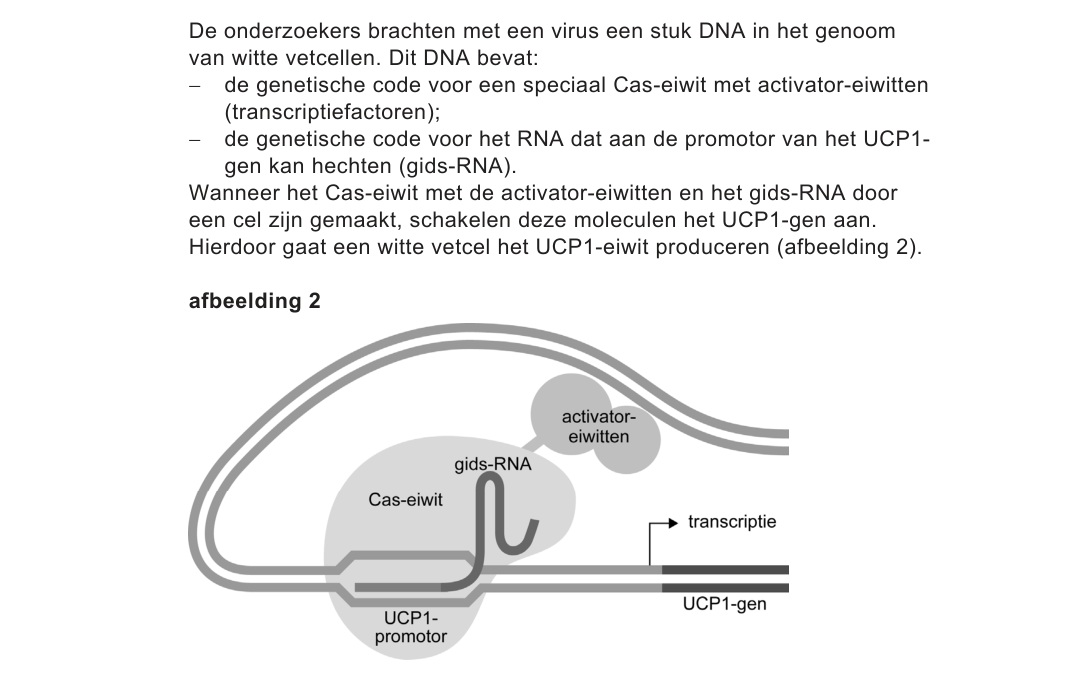 De onderzoekers brachten met een virus een stuk DNA in het genoom
van witte vetcellen. Dit DNA bevat:
− de genetische code voor een speciaal Cas-eiwit met activator-eiwitten
(transcriptiefactoren);
− de genetische code voor het RNA dat aan de promotor van het UCP1-
gen kan hechten (gids-RNA).
Wanneer het Cas-eiwit met de activator-eiwitten en het gids-RNA door
een cel zijn gemaakt, schakelen deze moleculen het UCP1-gen aan.
Hierdoor gaat een witte vetcel het UCP1-eiwit produceren (afbeelding 2).
afbeelding 2
activator-
eiwitten
gids-RNA
Cas-eiwit
transcriptie
UCP1-gen
UCP1-
promotor